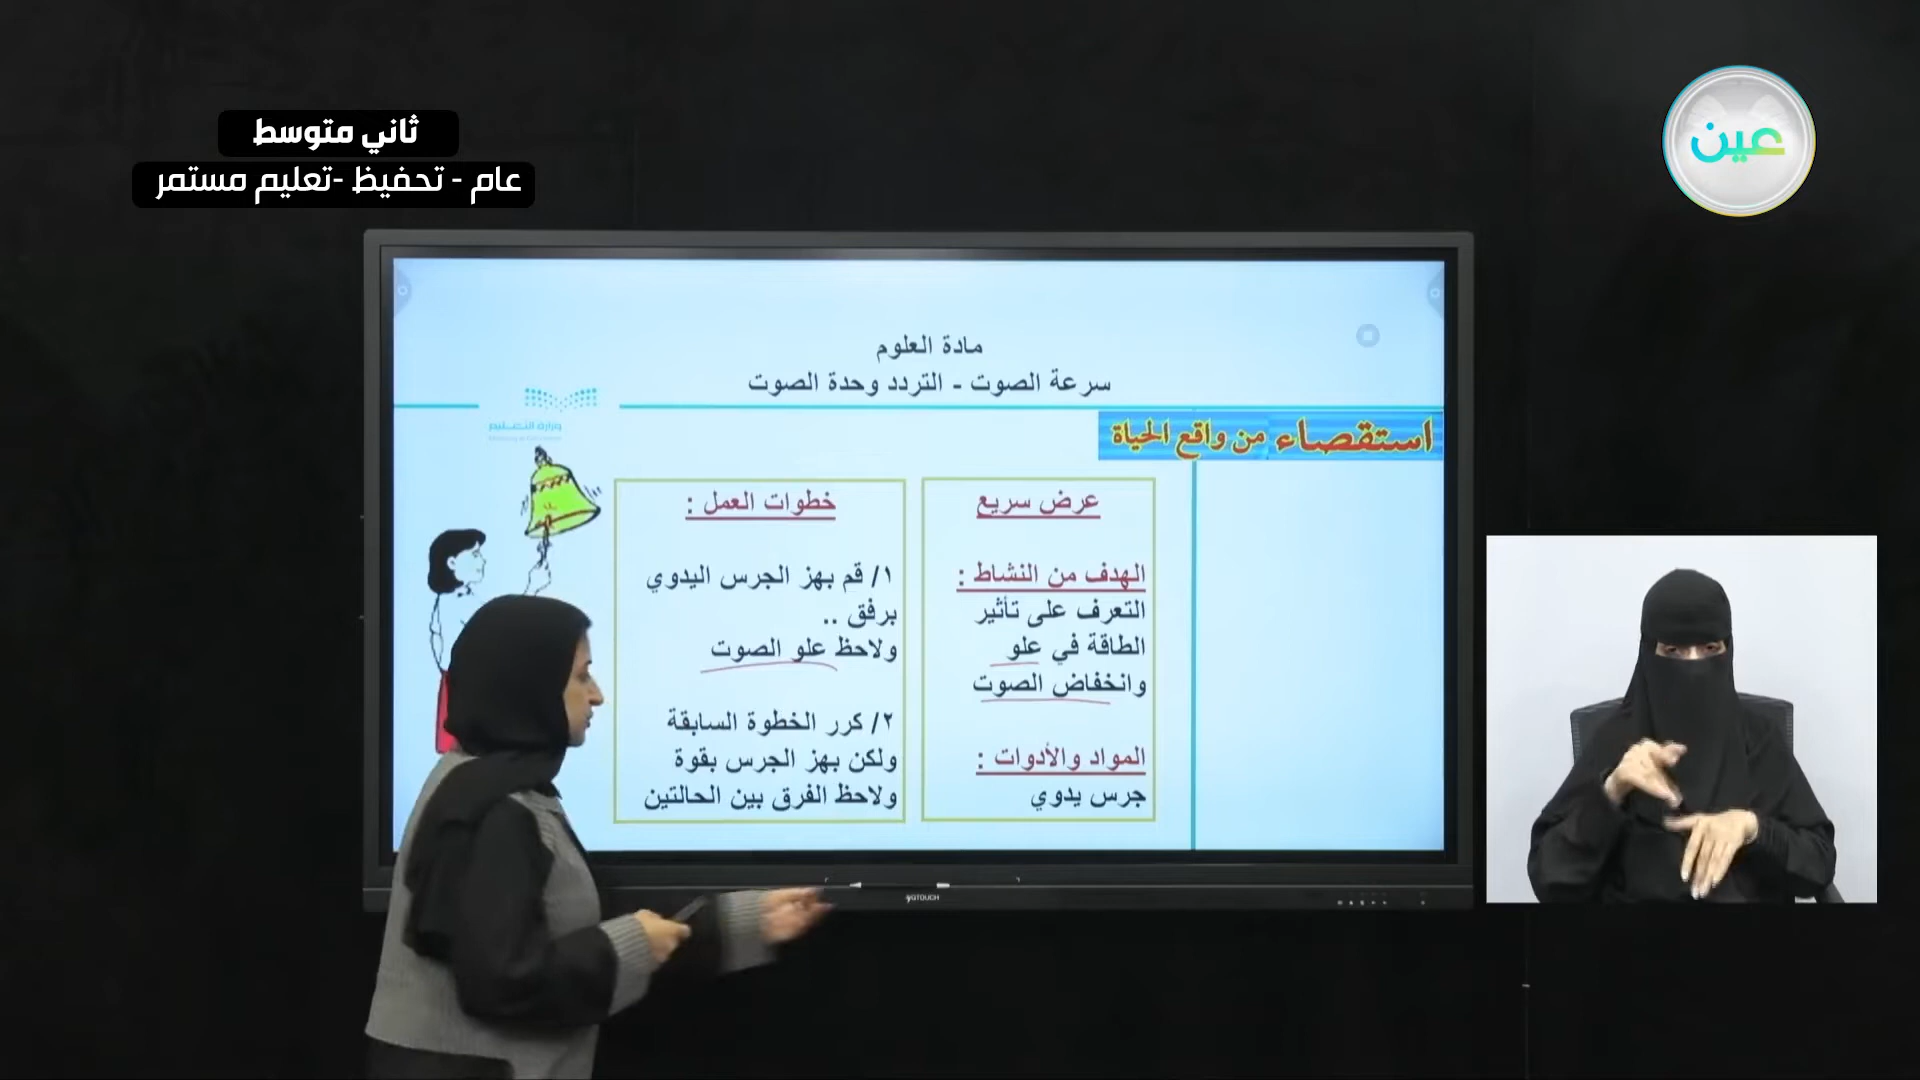 ثاني متوسط
عام - تحفيظ -تعليم مستمر
عين
مادة العلوم
سرعة الصوت - التردد وحدة الصوت
وزارة التعليم
استقصاء من واقع الحياة
عرض سريع
الهدف من النشاط :
التعرف على تأثير
الطاقة في علو
وانخفاض الصوت
المواد والأدوات :
جرس يدوي
خطوات العمل :
١/ قم بهز الجرس اليدوي
برفق ..
ولاحظ علو الصوت
٢/ كرر الخطوة السابقة
ولكن بهز الجرس بقوة
ولاحظ الفرق بين الحالتين